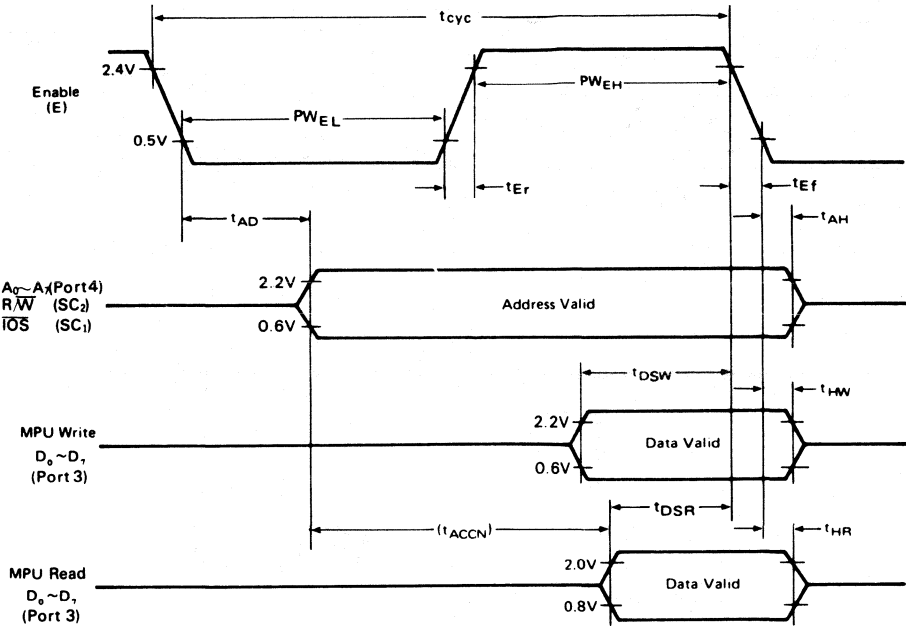 tcyc
2.4V
Enable
(E)
PWEH
PWEL
0.5V
tEr
tEf
tAD
tAH
A0~A7(Port4)
R/W (SC2)
IOS (SC1)
2.2V
Address Valid
0.6V
tDSW
tHW
MPU Write
D0~D7
(Port 3)
2.2V
Data Valid
0.6V
tDSR
(tACCN)
tHR
MPU Read
D0~D7
(Port 3)
2.0V
Data Valid
0.8V